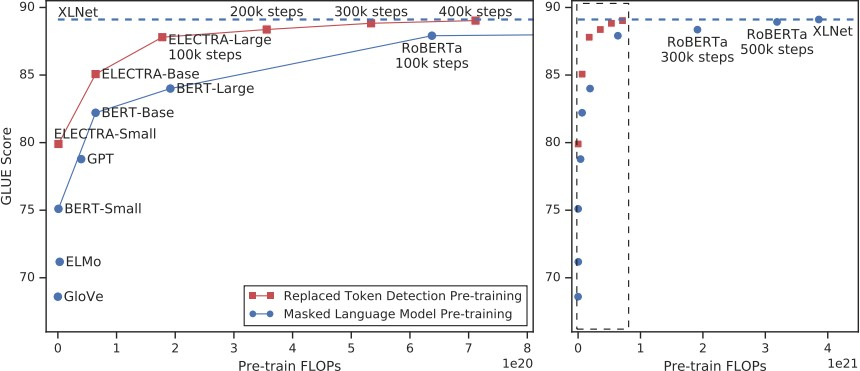 90
85
80
75
70
GLUE Score
XLNet
200k steps
300k steps
400k steps
ELECTRA-Large
100k steps
RoBERTa
100k steps
ELECTRA-Base
BERT-Large
BERT-Base
ELECTRA-Small
GPT
BERT-Small
ELMo
GloVe
Replaced Token Detection Pre-training
Masked Language Model Pre-training
0 1 2 3 4 5 6 7 8
1e20
Pre-train FLOPs
90
85
80
75
70
RoBERTa
300k steps
RoBERTa
500k steps
XLNet
0 1 2 3 4
1e21
Pre-train FLOPs